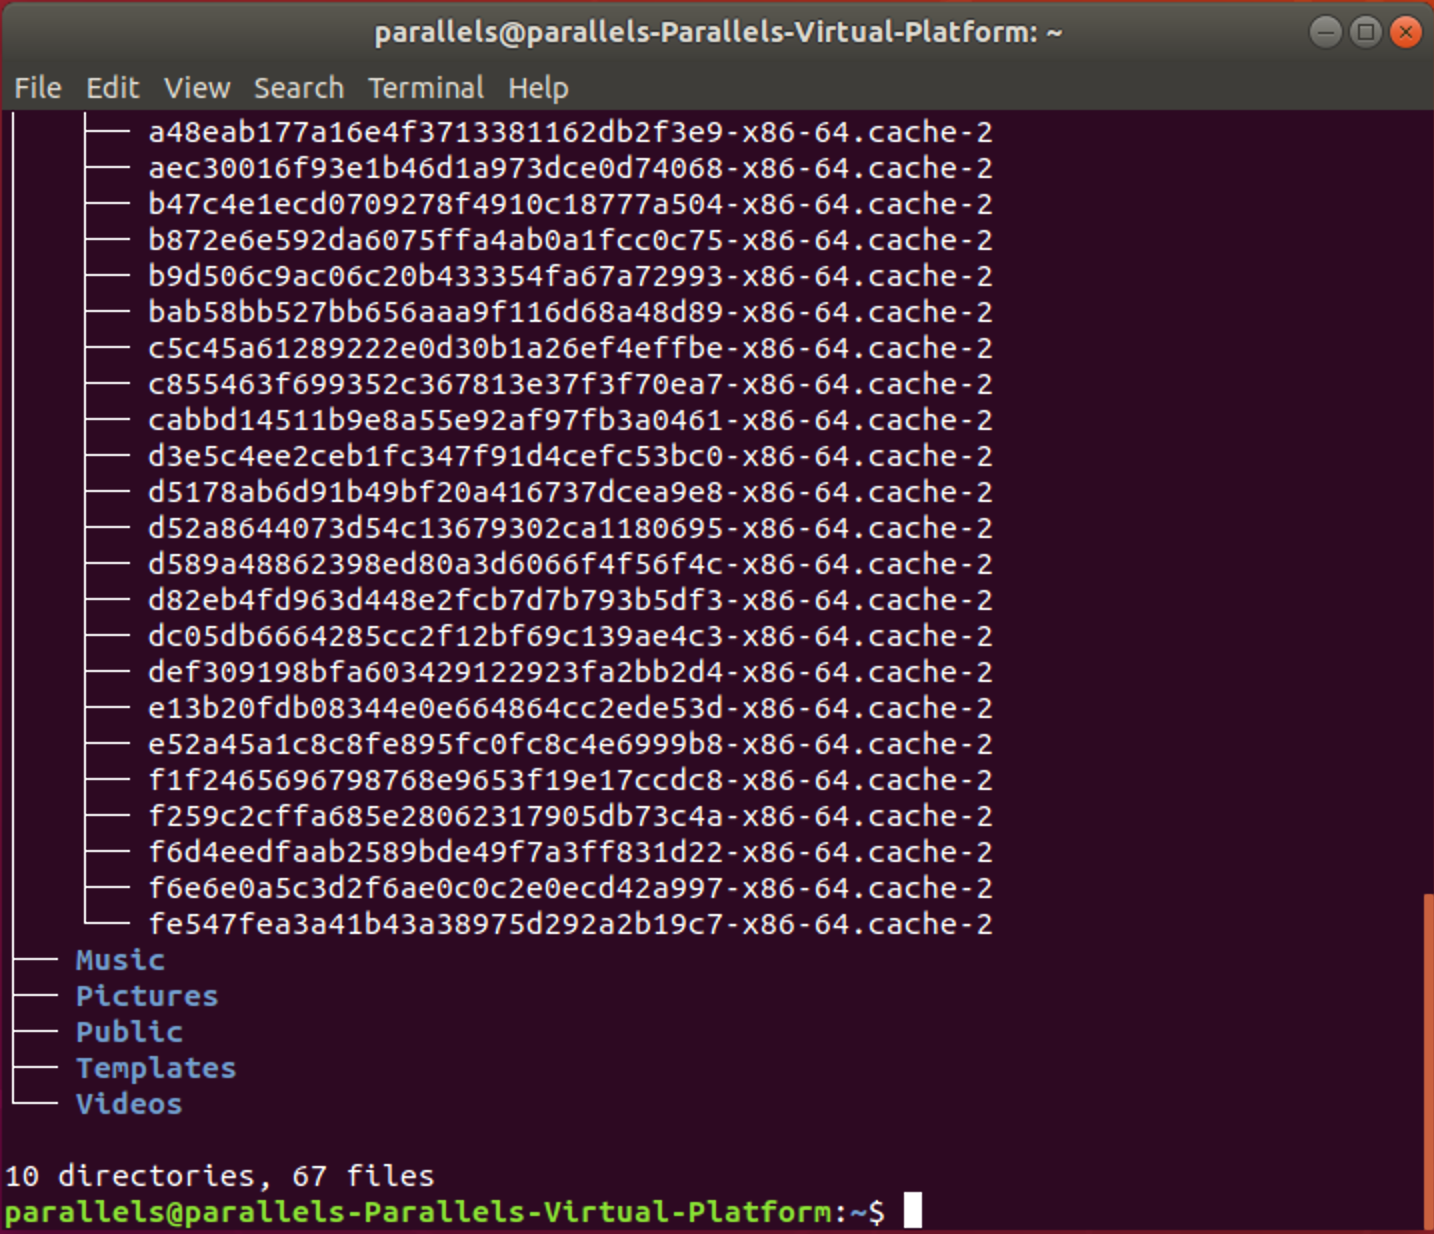 parallels@parallels-Parallels-Virtual-Platform: ~
File Edit View Search Terminal Help
a48eab177a16e4f3713381162db2f3e9-x86-64.cache-2
aec30016f93e1b46d1a973dce0d74068-x86-64.cache-2
b47c4e1ecd0709278f4910c18777a504-x86-64.cache-2
b872e6e592da6075ffa4ab0a1fcc0c75-x86-64.cache-2
b9d506c9ac06c20b433354fa67a72993-x86-64.cache-2
bab58bb527bb656aaa9f116d68a48d89-x86-64.cache-2
c5c45a61289222e0d30b1a26ef4effbe-x86-64.cache-2
c855463f699352c367813e37f3f70ea7-x86-64.cache-2
cabbd14511b9e8a55e92af97fb3a0461-x86-64.cache-2
d3e5c4ee2ceb1fc347f91d4cefc53bc0-x86-64.cache-2
d5178ab6d91b49bf20a416737dcea9e8-x86-64.cache-2
d52a8644073d54c13679302ca1180695-x86-64.cache-2
d589a48862398ed80a3d6066f4f56f4c-x86-64.cache-2
d82eb4fd963d448e2fcb7d7b793b5df3-x86-64.cache-2
dc05db6664285cc2f12bf69c139ae4c3-x86-64.cache-2
def309198bfa603429122923fa2bb2d4-x86-64.cache-2
e13b20fdb08344e0e664864cc2ede53d-x86-64.cache-2
e52a45a1c8c8fe895fc0fc8c4e6999b8-x86-64.cache-2
f1f2465696798768e9653f19e17ccdc8-x86-64.cache-2
f259c2cffa685e28062317905db73c4a-x86-64.cache-2
f6d4eedfaab2589bde49f7a3ff831d22-x86-64.cache-2
f6e6e0a5c3d2f6ae0c0c2e0ecd42a997-x86-64.cache-2
fe547fea3a41b43a38975d292a2b19c7-x86-64.cache-2
Music
Pictures
Public
Templates
Videos
10 directories, 67 files
parallels@parallels-Parallels-Virtual-Platform:~$